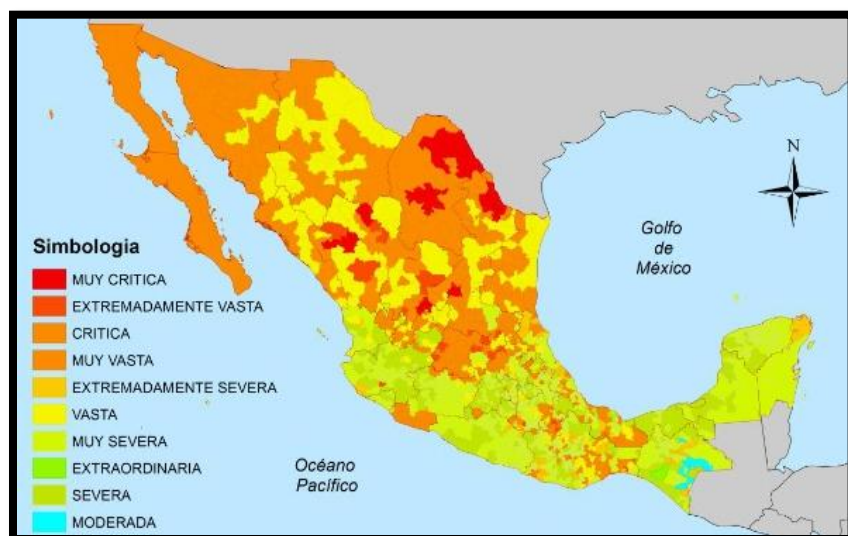 N
Golfo
de
México
Simbologia
MUY CRITICA
EXTREMADAMENTE VASTA
CRITICA
MUY VASTA
EXTREMADAMENTE SEVERA
VASTA
MUY SEVERA
EXTRAORDINARIA
SEVERA
MODERADA
Océano
Pacífico